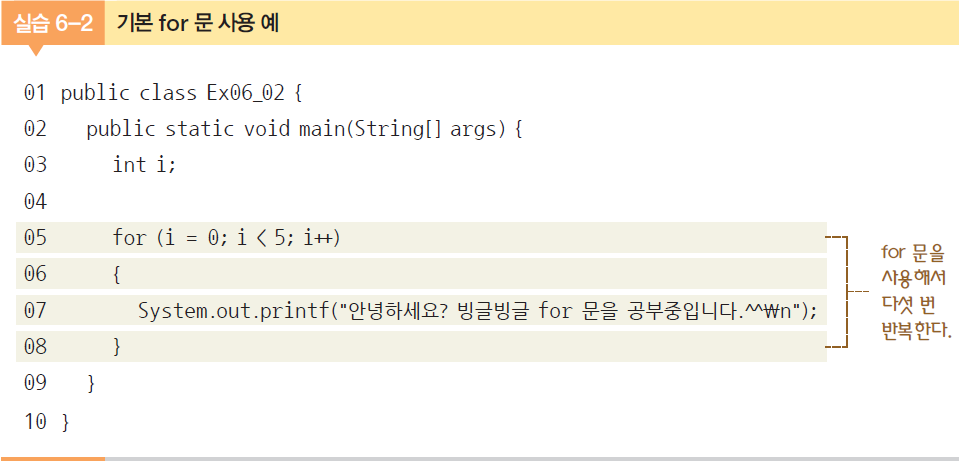 실습 6-2 기본 for 문 사용 예
01 public class Ex06_02 {
02 public static void main(String[] args) {
03 int i;
04
05 for (i = 0; i < 5; i++)
06 {
07 System.out.printf("안녕하세요? 빙글빙글 for 문을 공부중입니다.^^₩n");
08 }
09 }
10 }
for 문을
사용해서
다섯 번
반복한다.